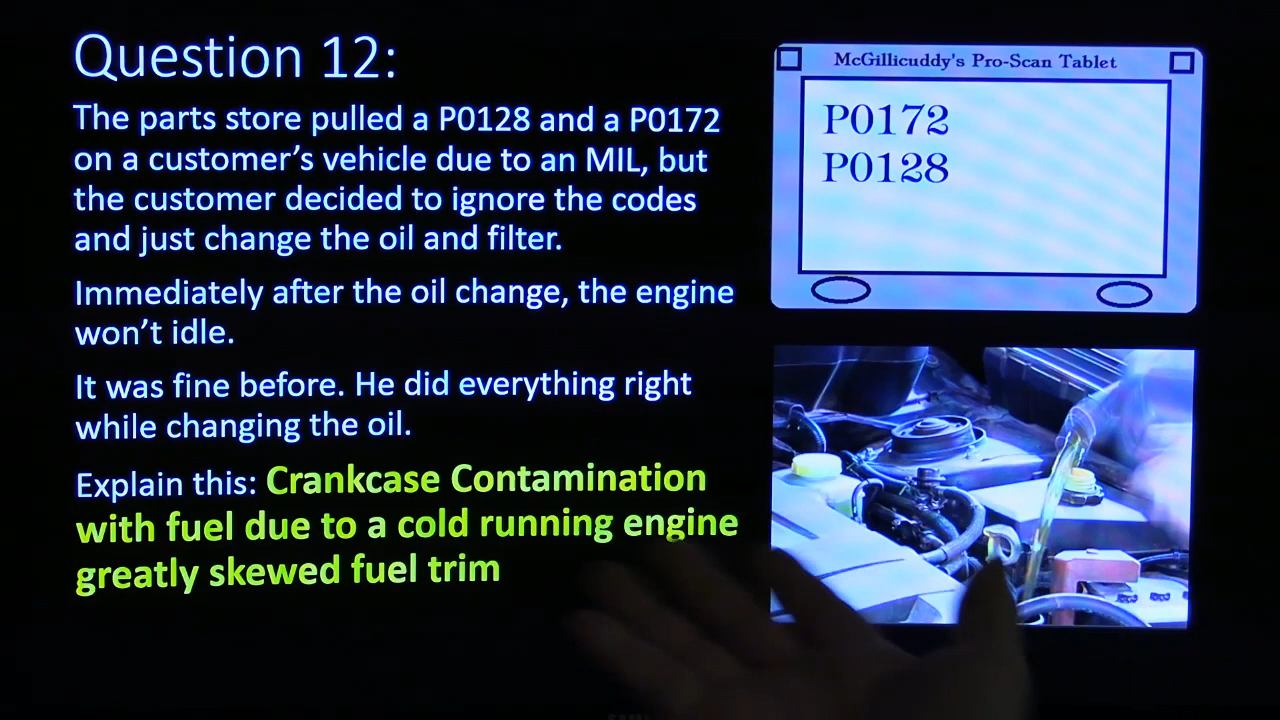 Question 12:
The parts store pulled a P0128 and a P0172
on a customer's vehicle due to an MIL, but
the customer decided to ignore the codes
and just change the oil and filter.
Immediately after the oil change, the engine
won't idle.
It was fine before. He did everything right
while changing the oil.
Explain this: Crankcase Contamination
with fuel due to a cold running engine
greatly skewed fuel trim
McGillicuddy's Pro-Scan Tablet
P0172
P0128